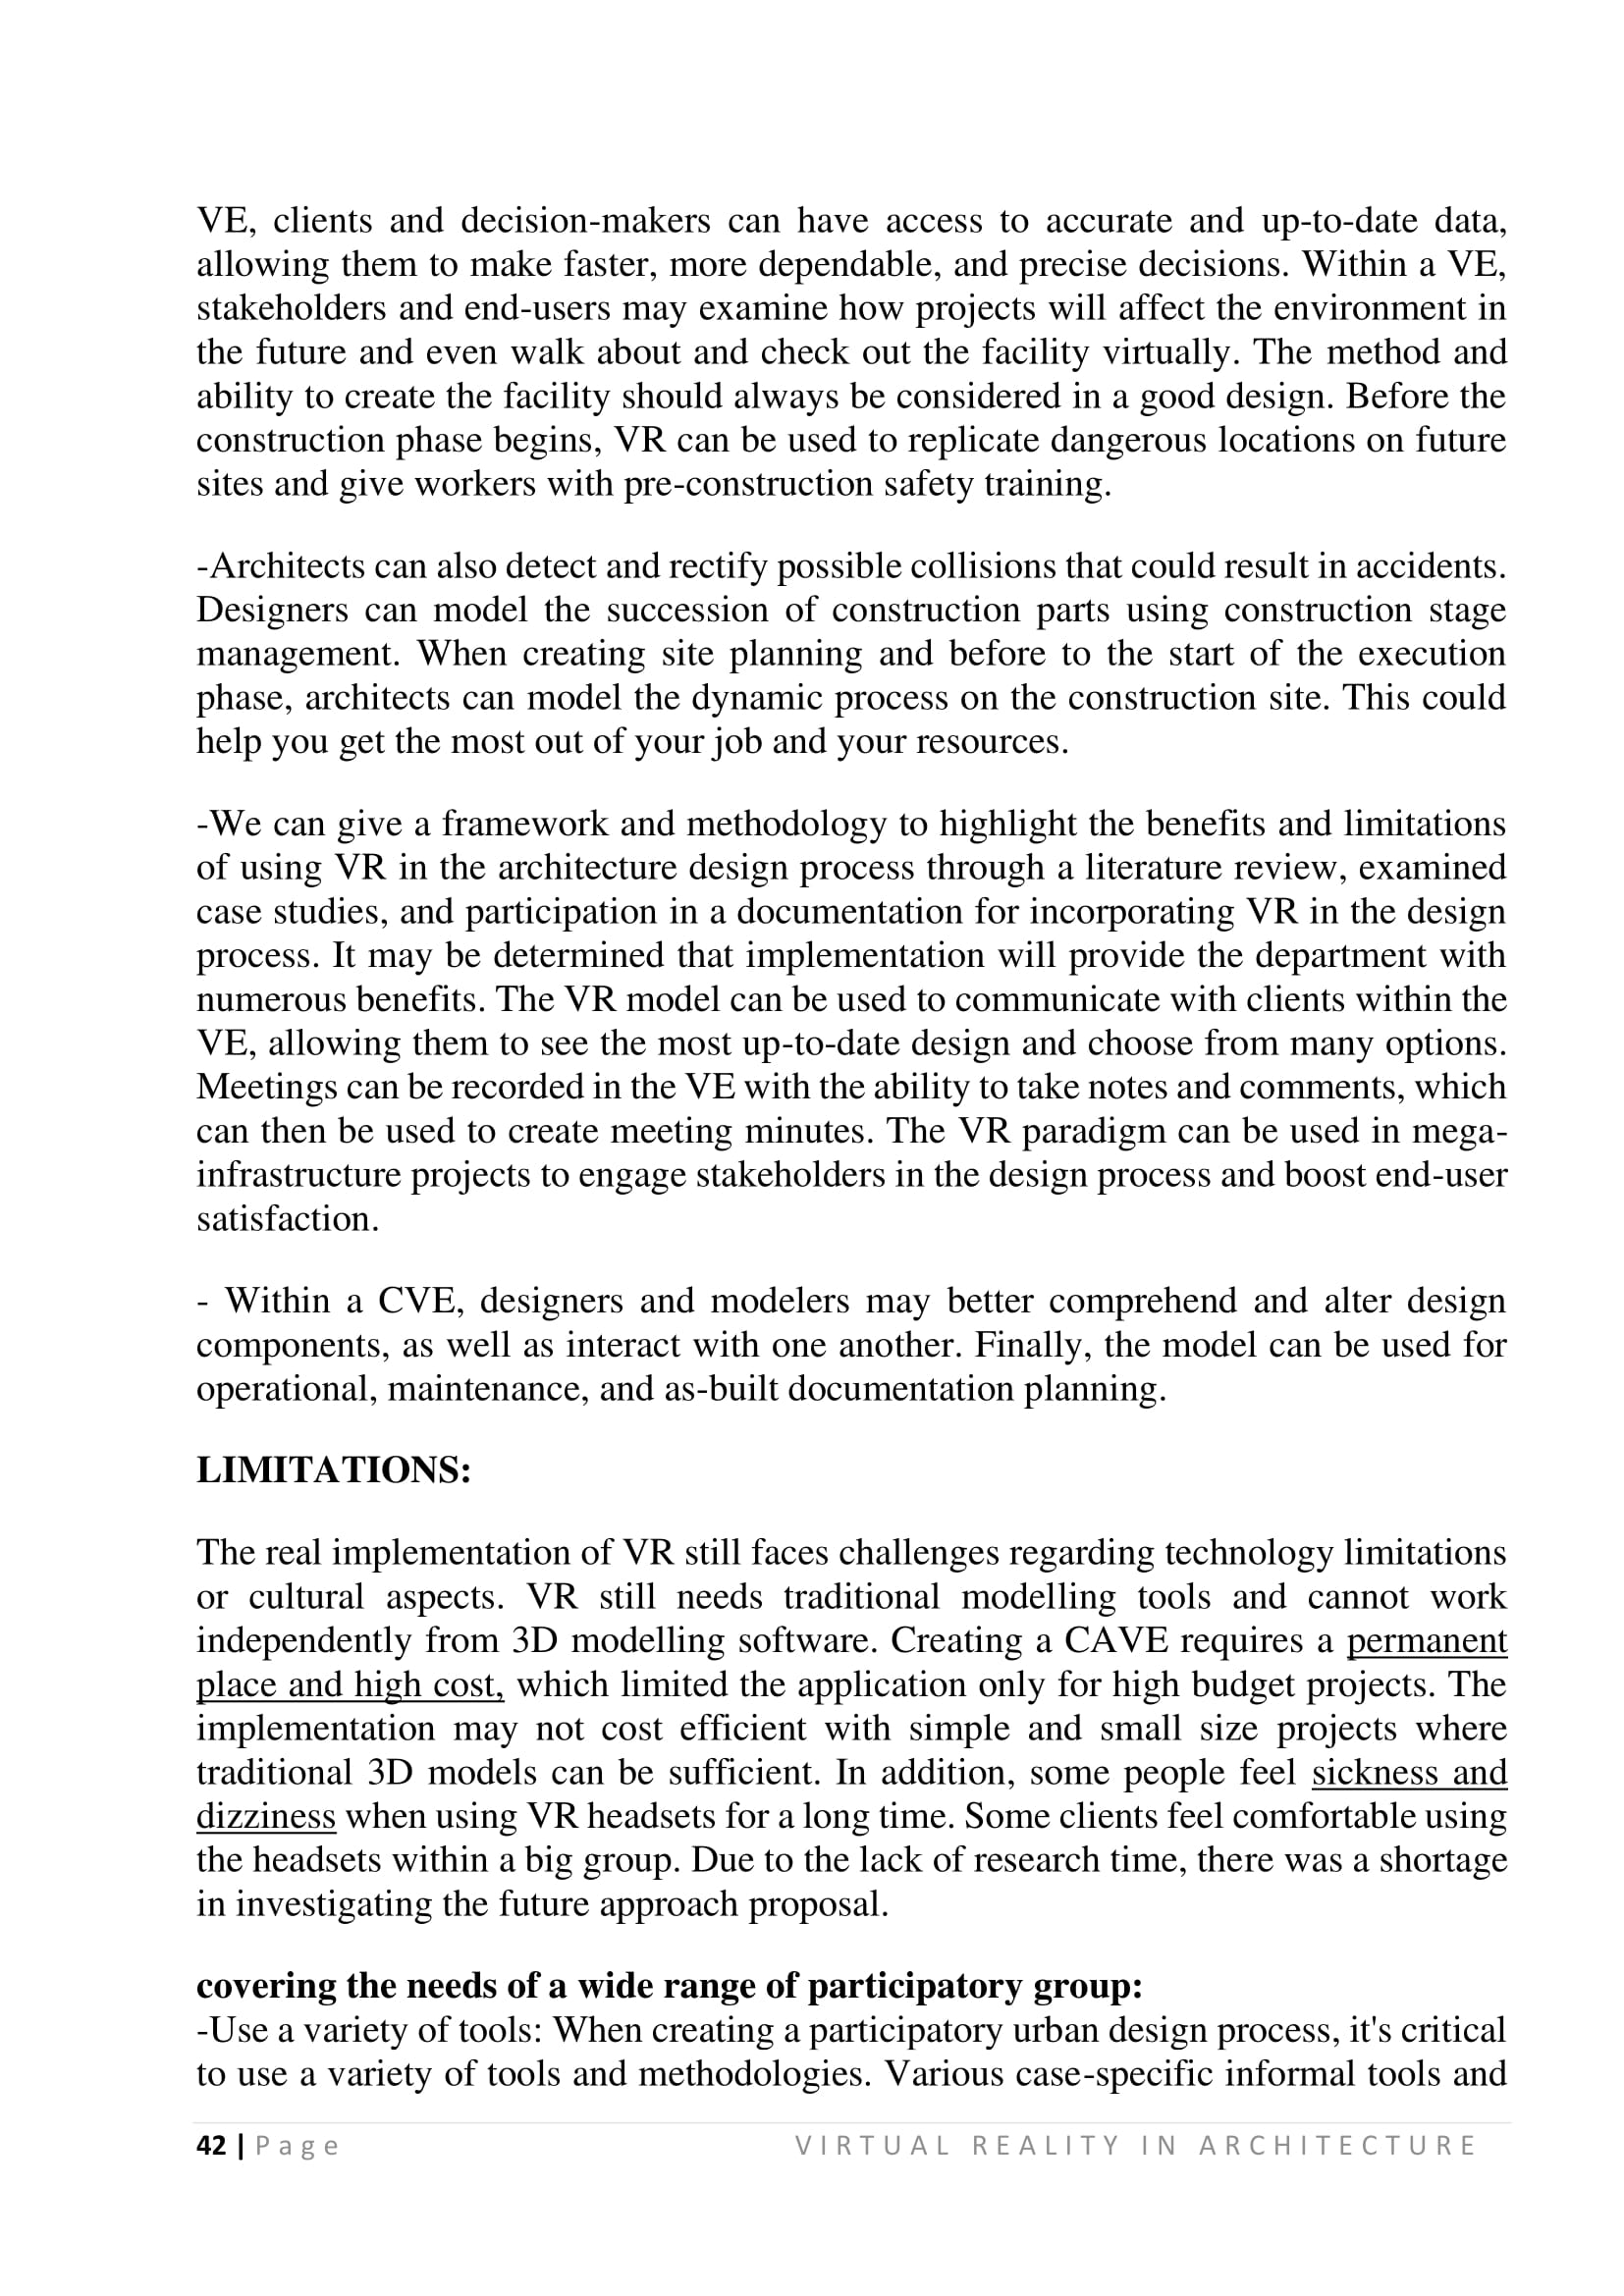 VE, clients and decision-makers can have access to accurate and up-to-date data,
allowing them to make faster, more dependable, and precise decisions. Within a VE,
stakeholders and end-users may examine how projects will affect the environment in
the future and even walk about and check out the facility virtually. The method and
ability to create the facility should always be considered in a good design. Before the
construction phase begins, VR can be used to replicate dangerous locations on future
sites and give workers with pre-construction safety training.
-Architects can also detect and rectify possible collisions that could result in accidents.
Designers can model the succession of construction parts using construction stage
management. When creating site planning and before to the start of the execution
phase, architects can model the dynamic process on the construction site. This could
help you get the most out of your job and your resources.
-We can give a framework and methodology to highlight the benefits and limitations
of using VR in the architecture design process through a literature review, examined
case studies, and participation in a documentation for incorporating VR in the design
process. It may be determined that implementation will provide the department with
numerous benefits. The VR model can be used to communicate with clients within the
VE, allowing them to see the most up-to-date design and choose from many options.
Meetings can be recorded in the VE with the ability to take notes and comments, which
can then be used to create meeting minutes. The VR paradigm can be used in mega-
infrastructure projects to engage stakeholders in the design process and boost end-user
satisfaction.
- Within a CVE, designers and modelers may better comprehend and alter design
components, as well as interact with one another. Finally, the model can be used for
operational, maintenance, and as-built documentation planning.
LIMITATIONS:
The real implementation of VR still faces challenges regarding technology limitations
or cultural aspects. VR still needs traditional modelling tools and cannot work
independently from 3D modelling software. Creating a CAVE requires a permanent
place and high cost, which limited the application only for high budget projects. The
implementation may not cost efficient with simple and small size projects where
traditional 3D models can be sufficient. In addition, some people feel sickness and
dizziness when using VR headsets for a long time. Some clients feel comfortable using
the headsets within a big group. Due to the lack of research time, there was a shortage
in investigating the future approach proposal.
covering the needs of a wide range of participatory group:
-Use a variety of tools: When creating a participatory urban design process, it's critical
to use a variety of tools and methodologies. Various case-specific informal tools and
42 | Page VIRTUAL REALITY IN ARCHITECTURE